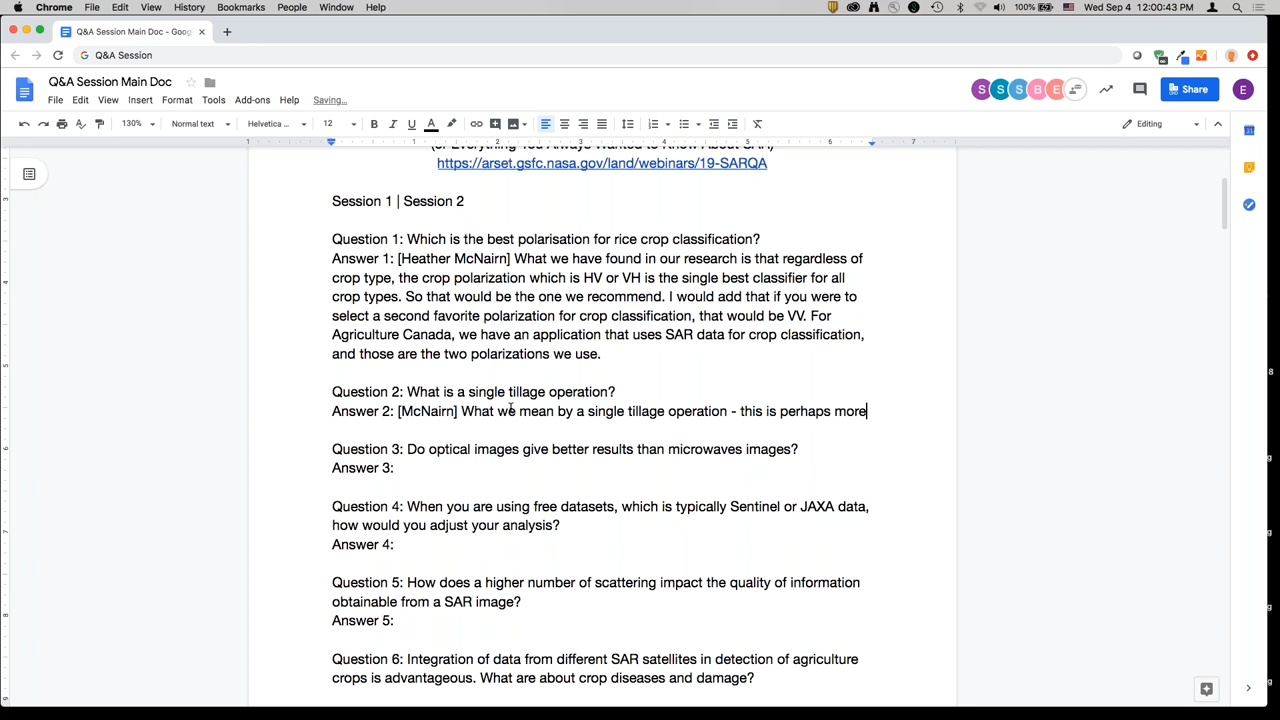 Chrome File Edit View History Bookmarks People Window Help 100% Wed Sep 4 12:00:43 PM
Q&A Session Main Doc - Goog
Q&A Session
Q&A Session Main Doc
File Edit View Insert Format Tools Add-ons Help Saving...
S S S B E Share E
130% Normal text Helvetica ... 12 B I U A Editing
1 1 2 3 4 5 6 7
https://arset.gsfc.nasa.gov/land/webinars/19-SARQA
Session 1 | Session 2
Question 1: Which is the best polarisation for rice crop classification?
Answer 1: [Heather McNairn] What we have found in our research is that regardless of
crop type, the crop polarization which is HV or VH is the single best classifier for all
crop types. So that would be the one we recommend. I would add that if you were to
select a second favorite polarization for crop classification, that would be VV. For
Agriculture Canada, we have an application that uses SAR data for crop classification,
and those are the two polarizations we use.
Question 2: What is a single tillage operation?
Answer 2: [McNairn] What we mean by a single tillage operation - this is perhaps more
Question 3: Do optical images give better results than microwaves images?
Answer 3:
Question 4: When you are using free datasets, which is typically Sentinel or JAXA data,
how would you adjust your analysis?
Answer 4:
Question 5: How does a higher number of scattering impact the quality of information
obtainable from a SAR image?
Answer 5:
Question 6: Integration of data from different SAR satellites in detection of agriculture
crops is advantageous. What are about crop diseases and damage?